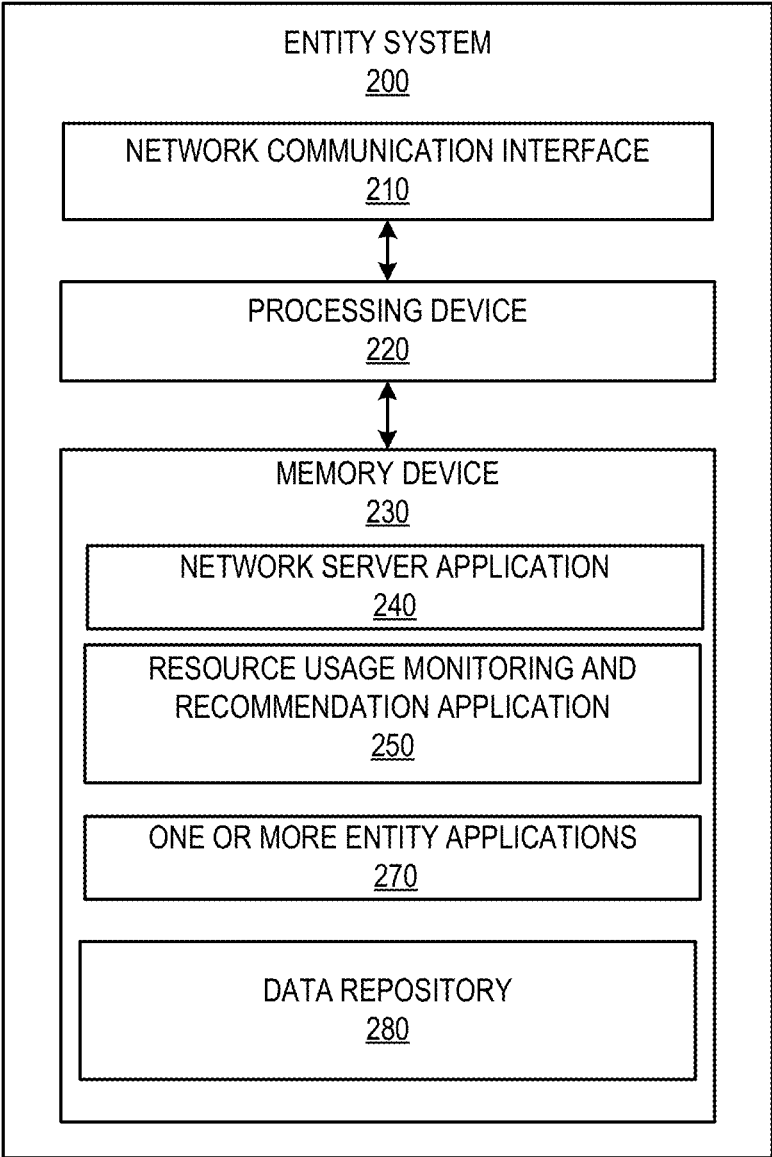 ENTITY SYSTEM
200
NETWORK COMMUNICATION INTERFACE
210
PROCESSING DEVICE
220
MEMORY DEVICE
230
NETWORK SERVER APPLICATION
240
RESOURCE USAGE MONITORING AND
RECOMMENDATION APPLICATION
250
ONE OR MORE ENTITY APPLICATIONS
270
DATA REPOSITORY
280